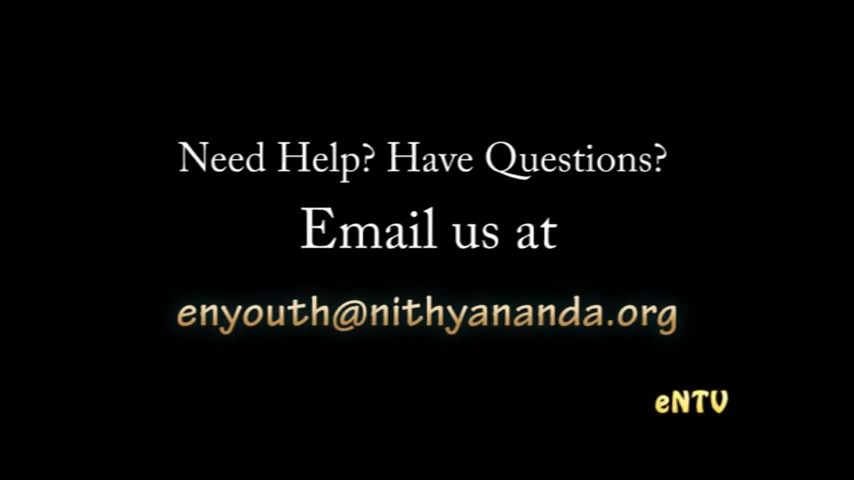 Need Help? Have Questions?
Email us at
enyouth@nithyananda.org
eNTV